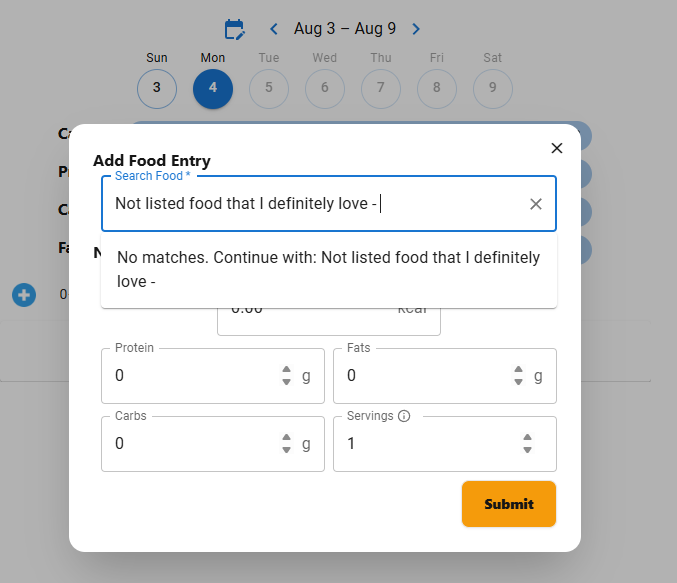 Aug 3 – Aug 9
Sun Mon Tue Wed Thu Fri Sat
3 4 5 6 7 8 9
Add Food Entry
Search Food *
Not listed food that I definitely love -
No matches. Continue with: Not listed food that I definitely
love -
0
0.00 kcal
Protein Fats
0 g 0 g
Carbs Servings
0 g 1
Submit